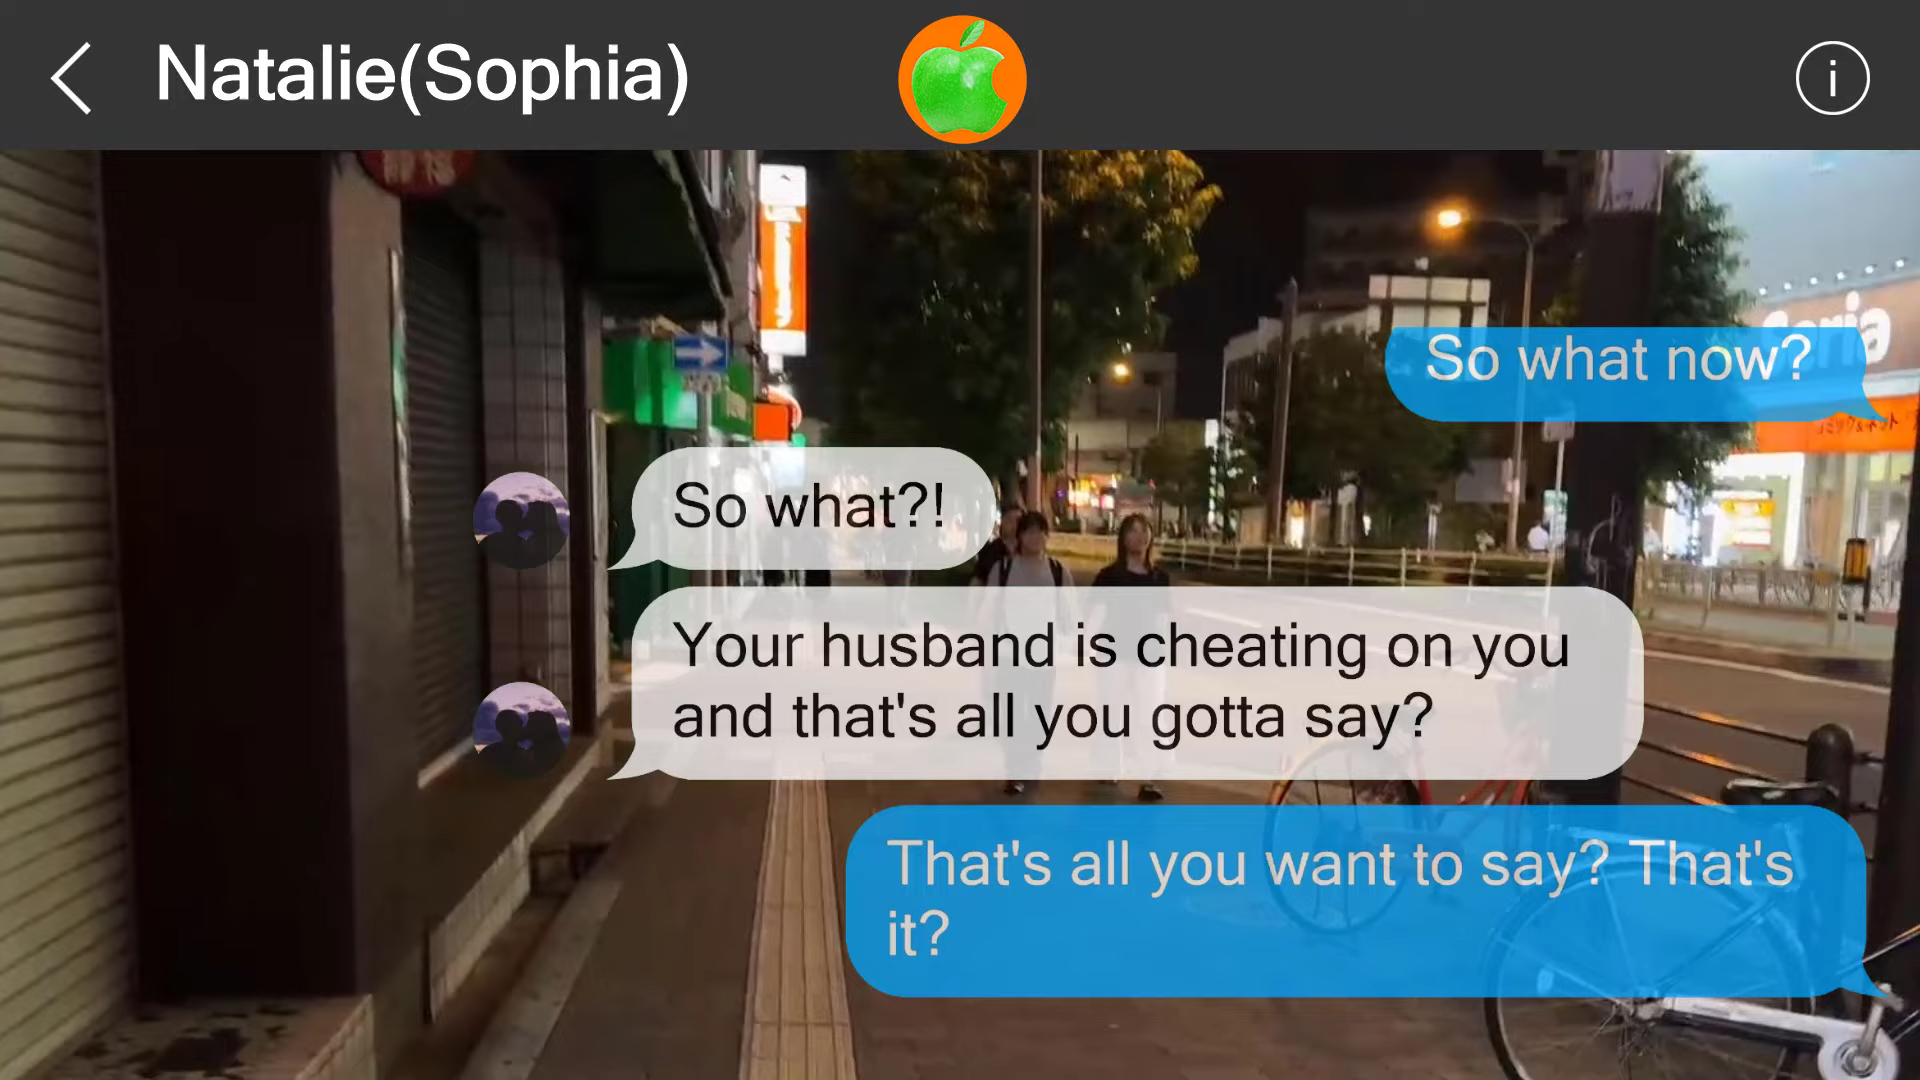 Natalie(Sophia)
So what now?
So what?!
Your husband is cheating on you
and that's all you gotta say?
That's all you want to say? That's
it?